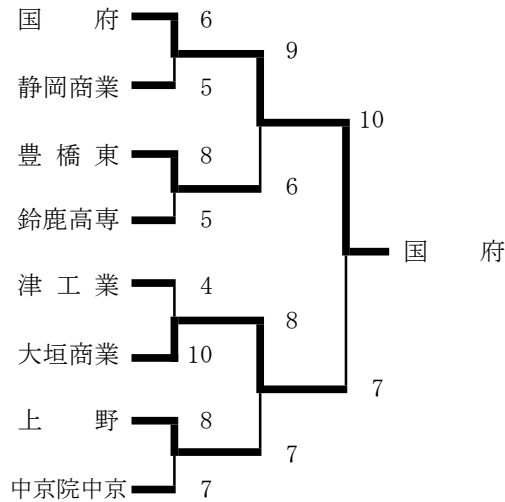 国府 6
9
静岡商業 5
10
豊橋東 8
6
鈴鹿高専 5
国府
津工業 4
8
大垣商業 10
7
上野 8
7
中京院中京 7